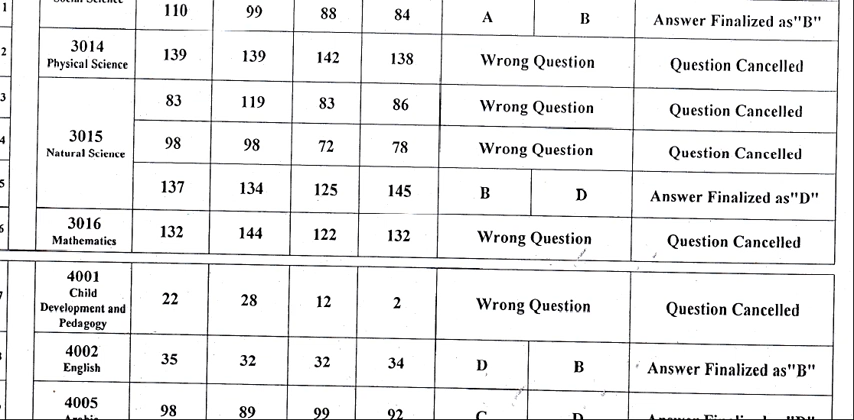 Social Science
1 110 99 88 84 A B Answer Finalized as"B"
2 3014 Physical Science 139 139 142 138 Wrong Question Question Cancelled
3 83 119 83 86 Wrong Question Question Cancelled
4 3015 Natural Science 98 98 72 78 Wrong Question Question Cancelled
5 137 134 125 145 B D Answer Finalized as"D"
6 3016 Mathematics 132 144 122 132 Wrong Question Question Cancelled
4001
Child
Development and
Pedagogy
22 28 12 2 Wrong Question Question Cancelled
4002 English 35 32 32 34 D B Answer Finalized as"B"
4005 98 89 99 92 C D